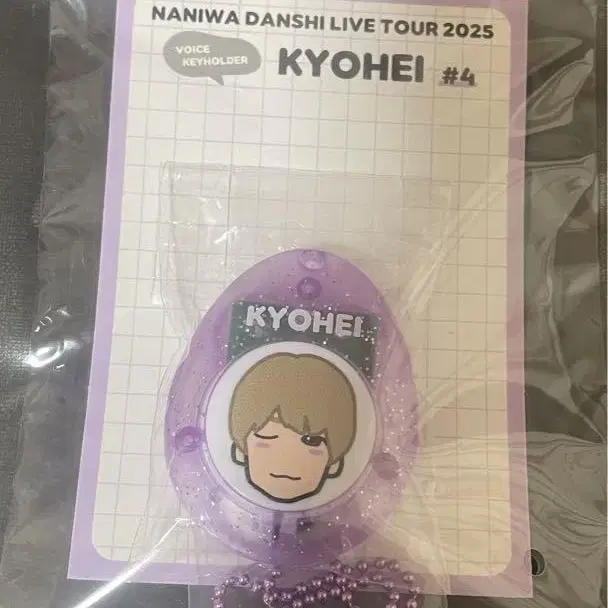 NANIWA DANSHI LIVE TOUR 2025
VOICE
KEYHOLDER
KYOHEI #4
KYOHEI